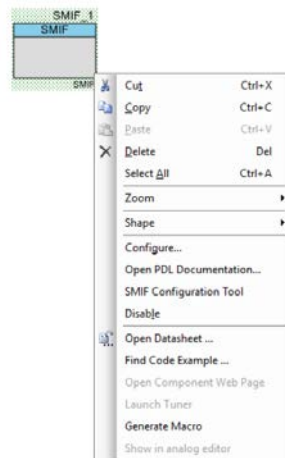 SMIF_1
SMIF
SMIF
Cut Ctrl+X
Copy Ctrl+C
Paste Ctrl+V
Delete Del
Select All Ctrl+A
Zoom
Shape
Configure...
Open PDL Documentation...
SMIF Configuration Tool
Disable
Open Datasheet ...
Find Code Example ...
Open Component Web Page
Launch Tuner
Generate Macro
Show in analog editor